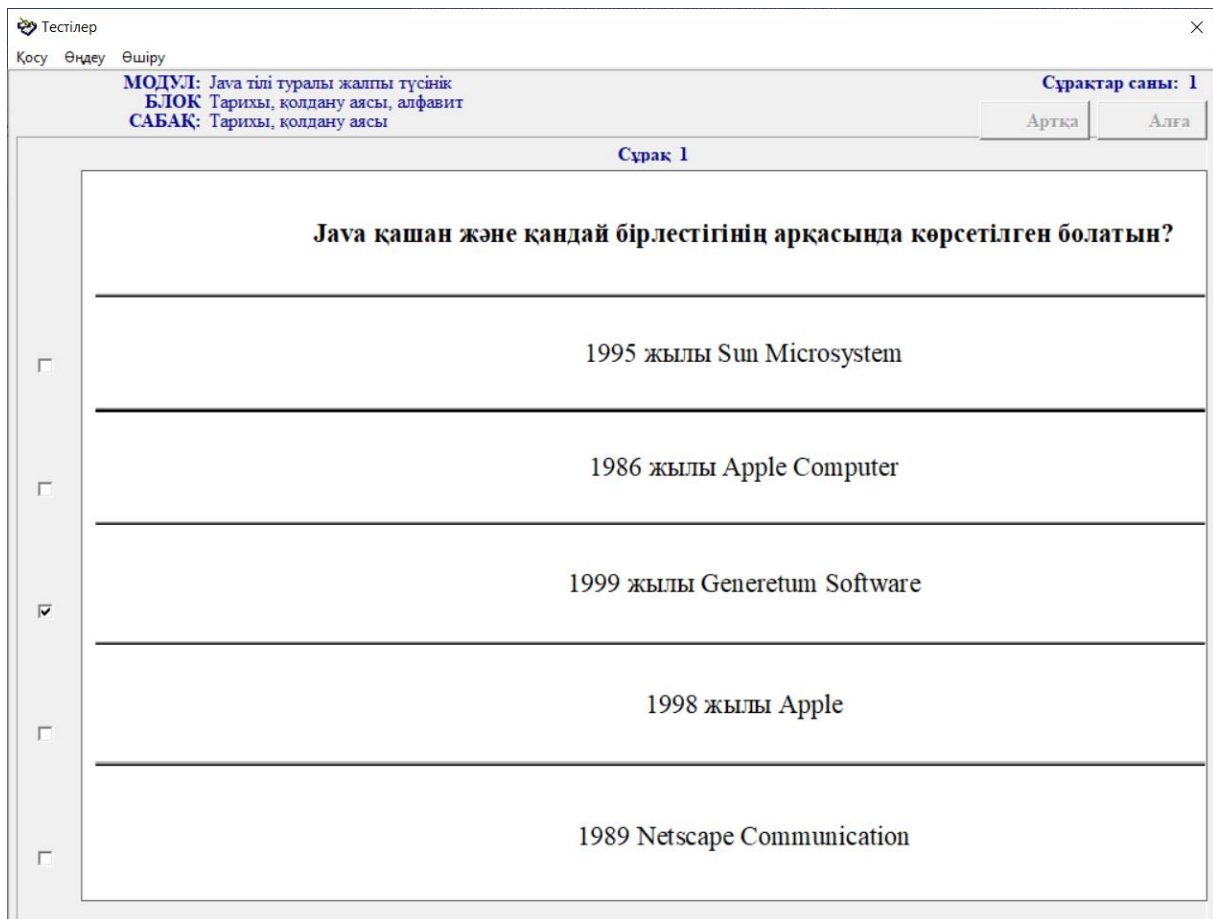 Тестілер
Қосу Өңдеу Өшіру
МОДУЛ: Java тілі туралы жалпы түсінік
Сұрақтар саны: 1
БЛОК Тарихы, қолдану аясы, алфавит
САБАҚ: Тарихы, қолдану аясы
Артқа Алға
Сұрақ 1
Java қашан және қандай бірлестігінің арқасында көрсетілген болатын?
1995 жылы Sun Microsystem
1986 жылы Apple Computer
1999 жылы Generetum Software
1998 жылы Apple
1989 Netscape Communication